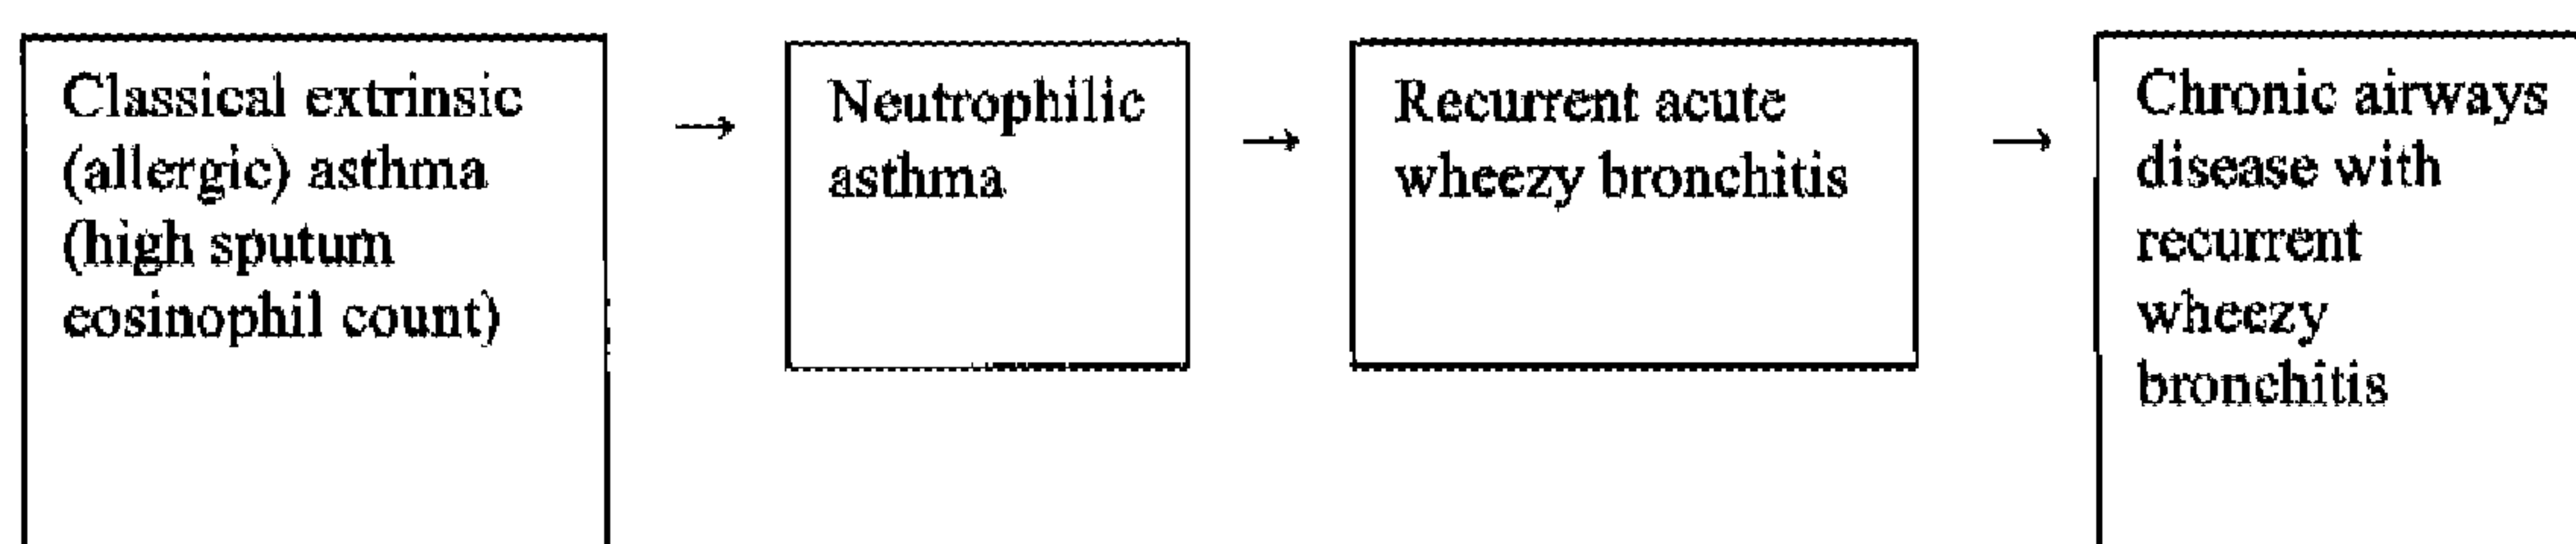 Classical extrinsic
(allergic) asthma
(high sputum
eosinophil count)
→
Neutrophilic
asthma
→
Recurrent acute
wheezy bronchitis
→
Chronic airways
disease with
recurrent
wheezy
bronchitis